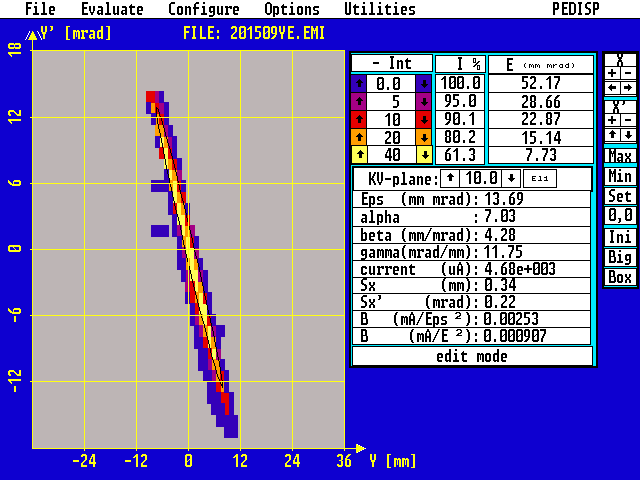 File Evaluate Configure Options Utilities PEDISP
Y' [mrad] FILE: 201509YE.EMI
18
12
6
0
-6
-12
-24 -12 0 12 24 36 Y [mm]
- Int I % E (mm mrad)
0.0 100.0 52.17
5 95.0 28.66
10 90.1 22.87
20 80.2 15.14
40 61.3 7.73
KV-plane: 10.0 Ell
Eps (mm mrad): 13.69
alpha : 7.03
beta (mm/mrad): 4.28
gamma(mrad/mm): 11.75
current (uA): 4.68e+003
Sx (mm): 0.34
Sx' (mrad): 0.22
B (mA/Eps ²): 0.00253
B (mA/E ²): 0.000907
edit mode
X
+ -
← →
X'
+ -
↑ ↓
Max
Min
Set
0,0
Ini
Big
Box